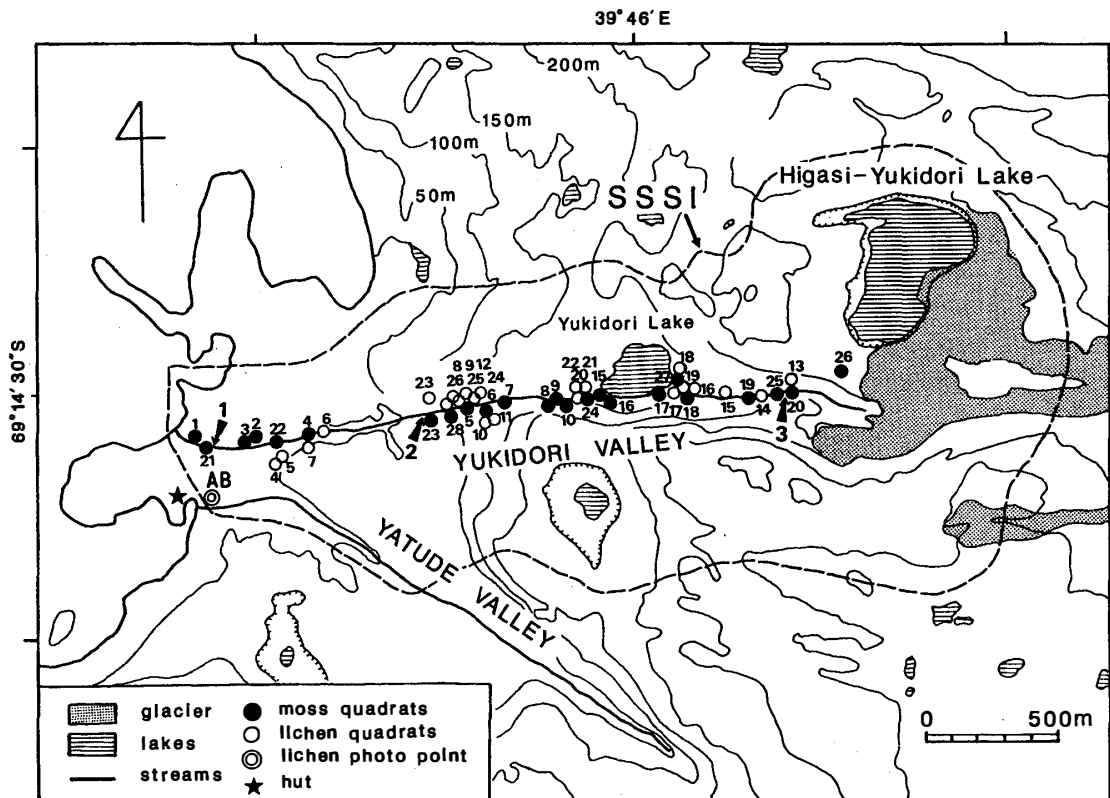 39°46′E
200m
150m
100m
50m
SSSI
Higasi-Yukidori Lake
69°14′30″S
Yukidori Lake
18
22 21
20 15
13
26
8 9 12
23 26 25 24
7
8 9
27 19 16
19 25
1 1
3 2 22 4 6
2 23 28 5 6
10 11
10 24 16
17 17 18
15
14
3 20
21
4 5 7
AB
YUKIDORI VALLEY
YATUDE VALLEY
glacier
lakes
streams
moss quadrats
lichen quadrats
lichen photo point
hut
0 500m